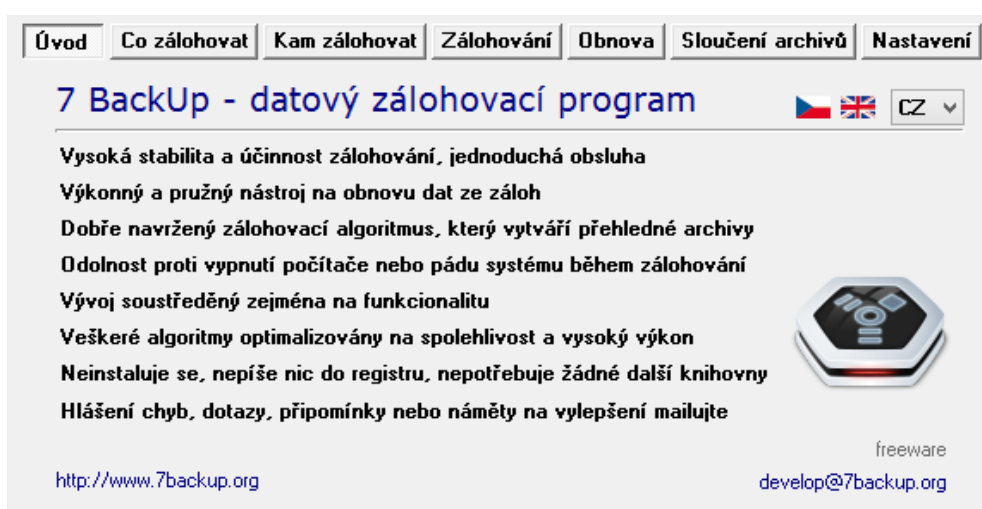 Úvod Co zálohovat Kam zálohovat Zálohování Obnova Sloučení archivů Nastavení
7 BackUp - datový zálohovací program CZ
Vysoká stabilita a účinnost zálohování, jednoduchá obsluha
Výkonný a pružný nástroj na obnovu dat ze záloh
Dobře navržený zálohovací algoritmus, který vytváří přehledné archivy
Odolnost proti vypnutí počítače nebo pádu systému během zálohování
Vývoj soustředěný zejména na funkcionalitu
Veškeré algoritmy optimalizovány na spolehlivost a vysoký výkon
Neinstaluje se, nepíše nic do registru, nepotřebuje žádné další knihovny
Hlášení chyb, dotazy, připomínky nebo náměty na vylepšení mailujte
freeware
http://www.7backup.org develop@7backup.org